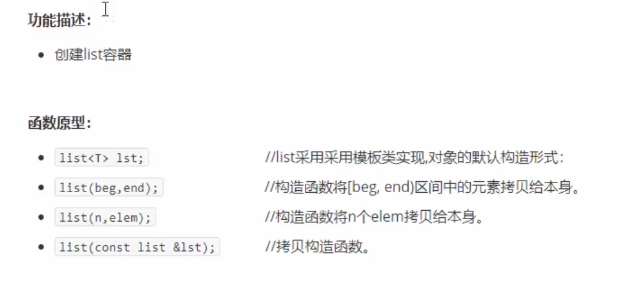 功能描述：
创建list容器
函数原型：
list<T> lst; //list采用采用模板类实现,对象的默认构造形式：
list(beg,end); //构造函数将[beg, end)区间中的元素拷贝给本身。
list(n,elem); //构造函数将n个elem拷贝给本身。
list(const list &lst); //拷贝构造函数。